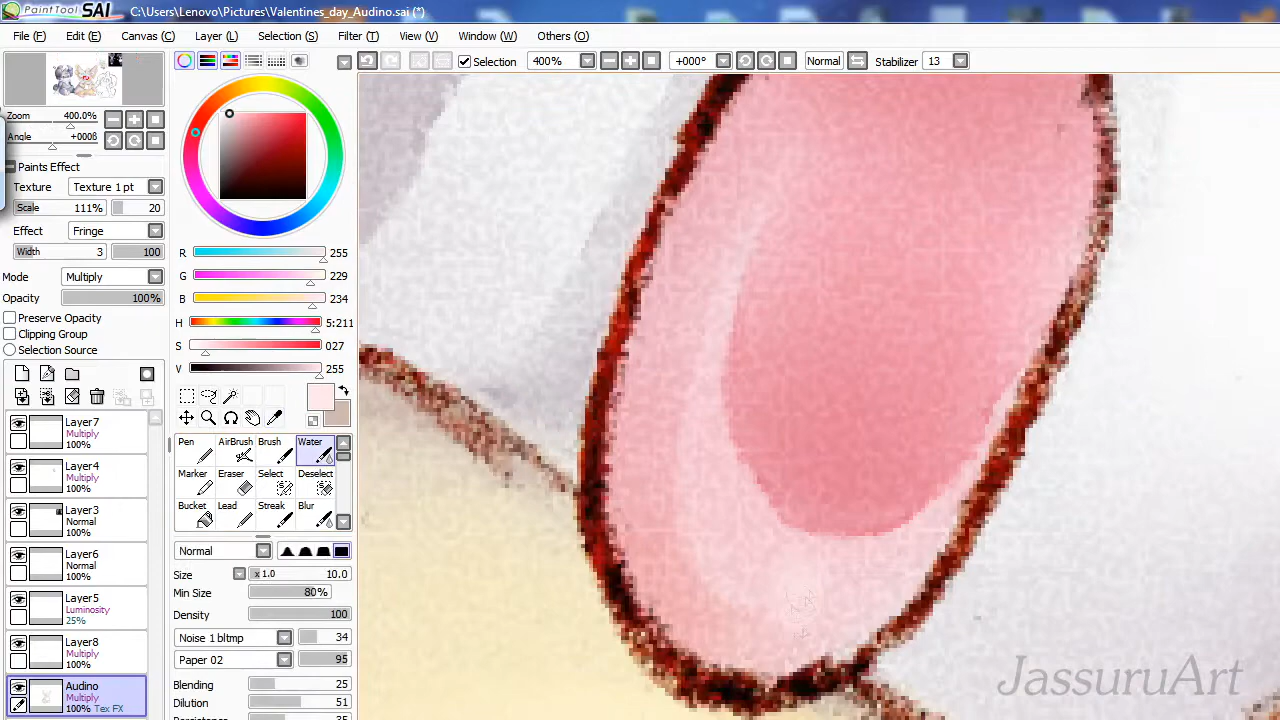 PaintTool SAI C:\Users\Lenovo\Pictures\Valentines_day_Audino.sai (*)
File (F) Edit (E) Canvas (C) Layer (L) Selection (S) Filter (T) View (V) Window (W) Others (O)
Selection 400% +000° Normal Stabilizer 13
Zoom 400.0%
Angle +000ß
Paints Effect
Texture Texture 1 pt
Scale 111% 20
Effect Fringe
Width 3 100
Mode Multiply
Opacity 100%
Preserve Opacity
Clipping Group
Selection Source
Layer7
Multiply
100%
Layer4
Multiply
100%
Layer3
Normal
100%
Layer6
Normal
100%
Layer5
Luminosity
25%
Layer8
Multiply
100%
Audino
Multiply
100% Tex FX
R 255
G 229
B 234
H 5:211
S 027
V 255
Pen AirBrush Brush Water
Marker Eraser Select Deselect
Bucket Lead Streak Blur
Normal
Size x 1.0 10.0
Min Size 80%
Density 100
Noise 1 bltmp 34
Paper 02 95
Blending 25
Dilution 51
Persistence 35
JassuruArt